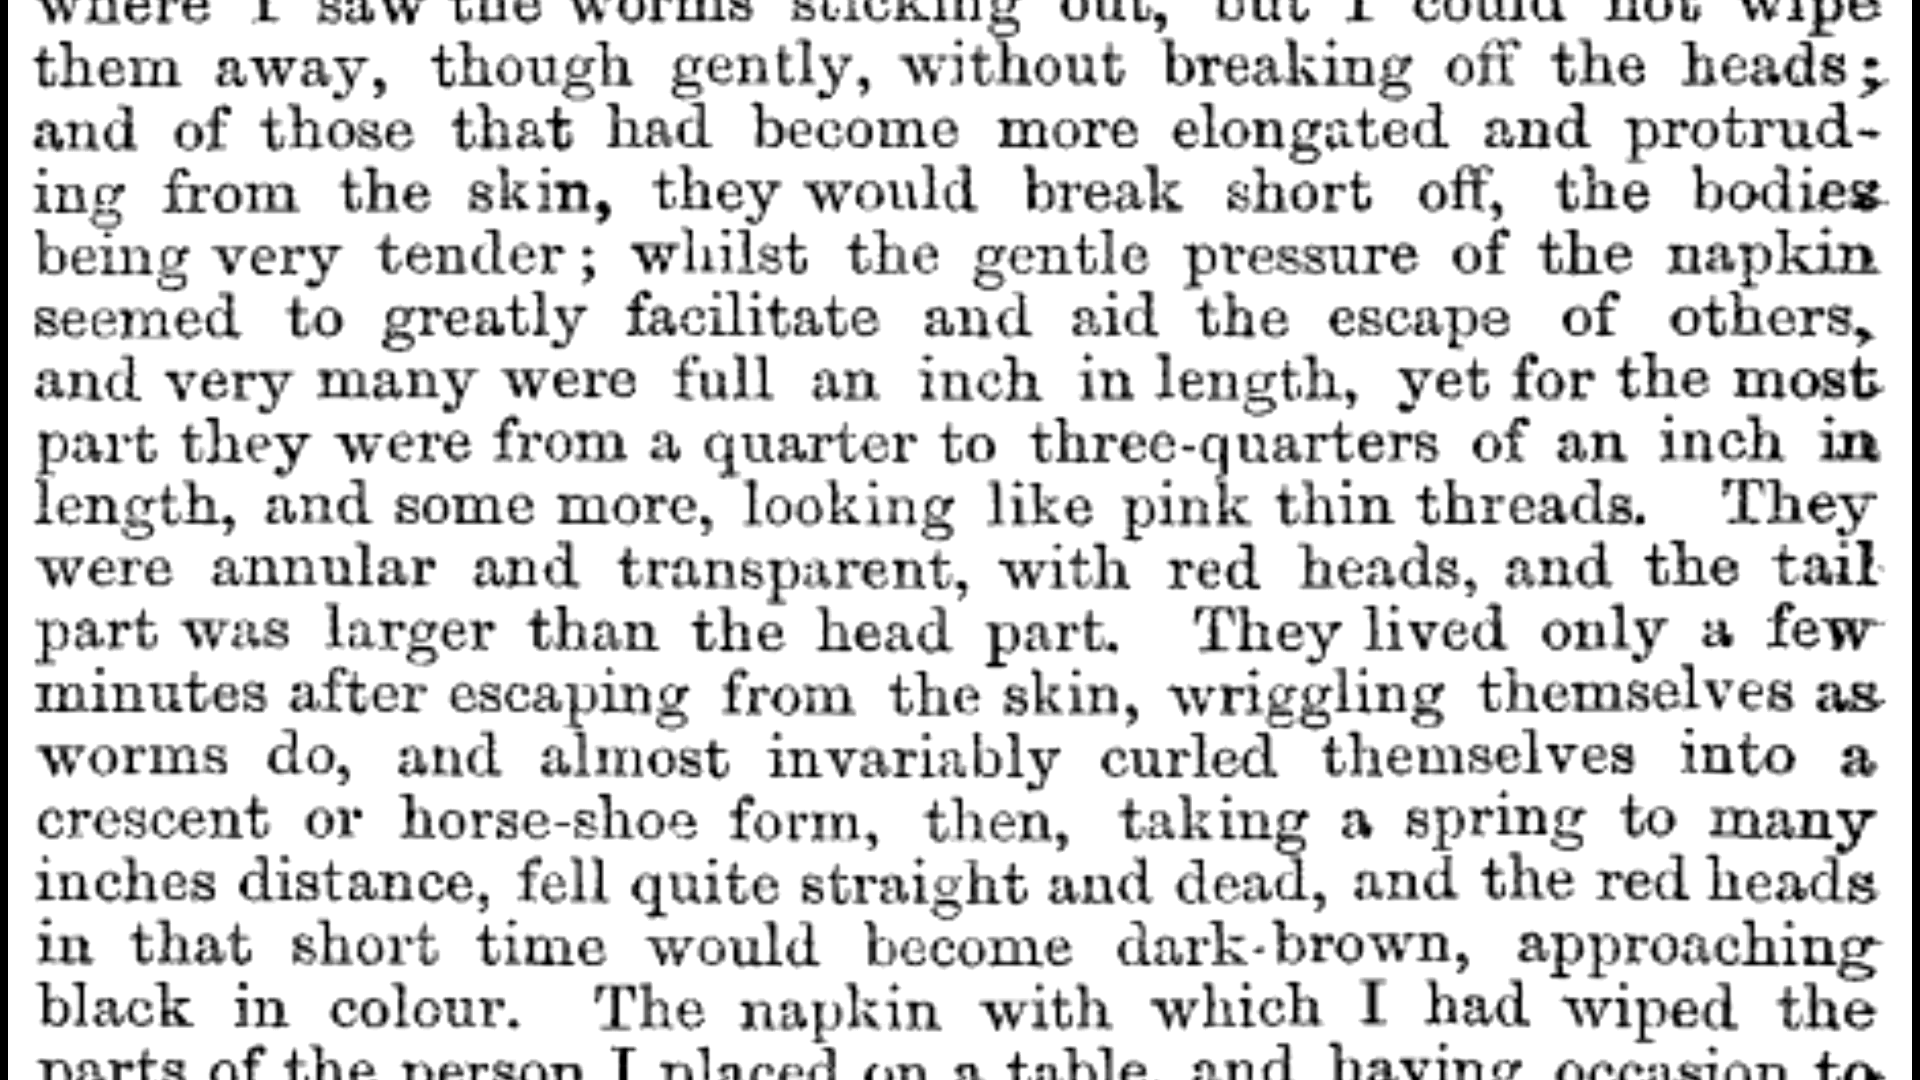 where I saw the worms sticking out, but I could not wipe
them away, though gently, without breaking off the heads;
and of those that had become more elongated and protrud-
ing from the skin, they would break short off, the bodies
being very tender; whilst the gentle pressure of the napkin
seemed to greatly facilitate and aid the escape of others,
and very many were full an inch in length, yet for the most
part they were from a quarter to three-quarters of an inch in
length, and some more, looking like pink thin threads. They
were annular and transparent, with red heads, and the tail
part was larger than the head part. They lived only a few
minutes after escaping from the skin, wriggling themselves as
worms do, and almost invariably curled themselves into a
crescent or horse-shoe form, then, taking a spring to many
inches distance, fell quite straight and dead, and the red heads
in that short time would become dark-brown, approaching
black in colour. The napkin with which I had wiped the
parts of the person I placed on a table, and having occasion to